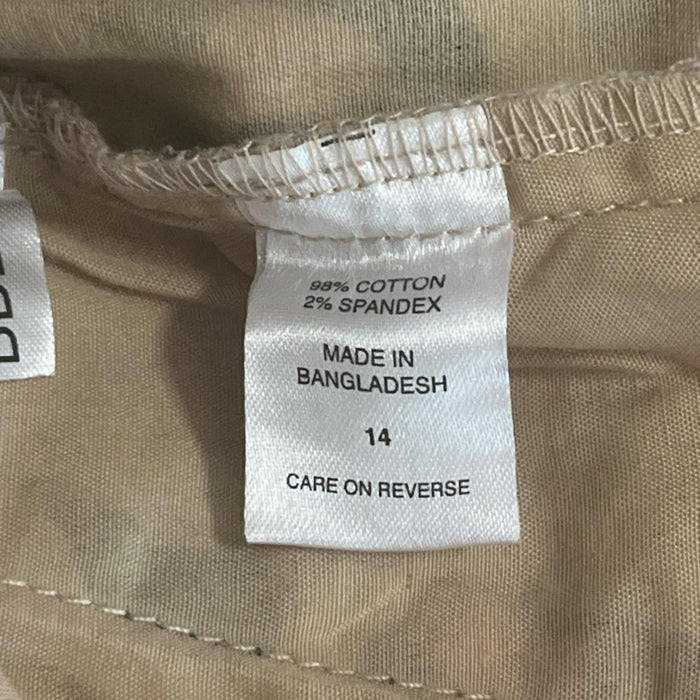 98% COTTON
2% SPANDEX
MADE IN
BANGLADESH
14
CARE ON REVERSE